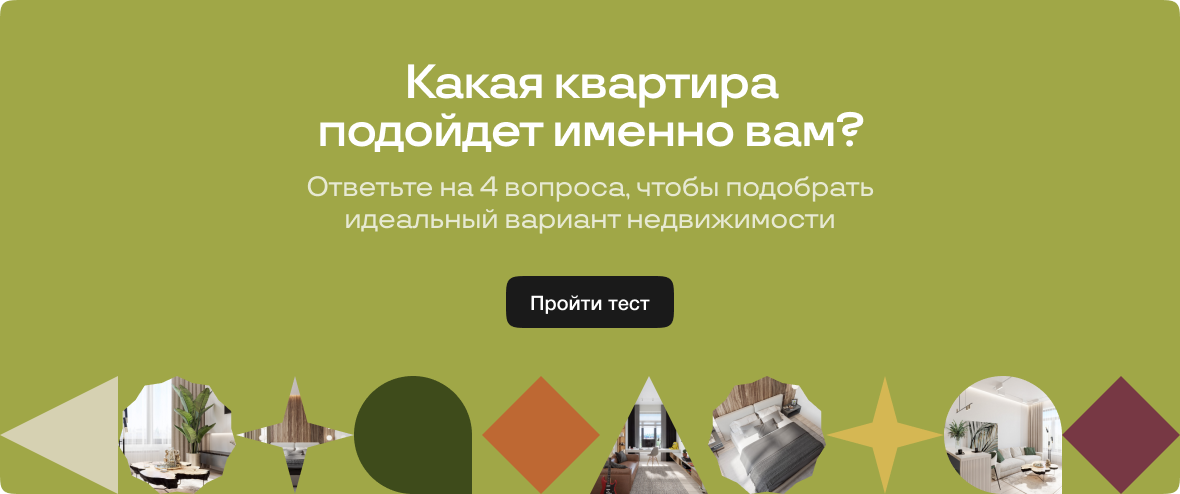 Какая квартира
подойдет именно вам?
Ответьте на 4 вопроса, чтобы подобрать
идеальный вариант недвижимости
Пройти тест